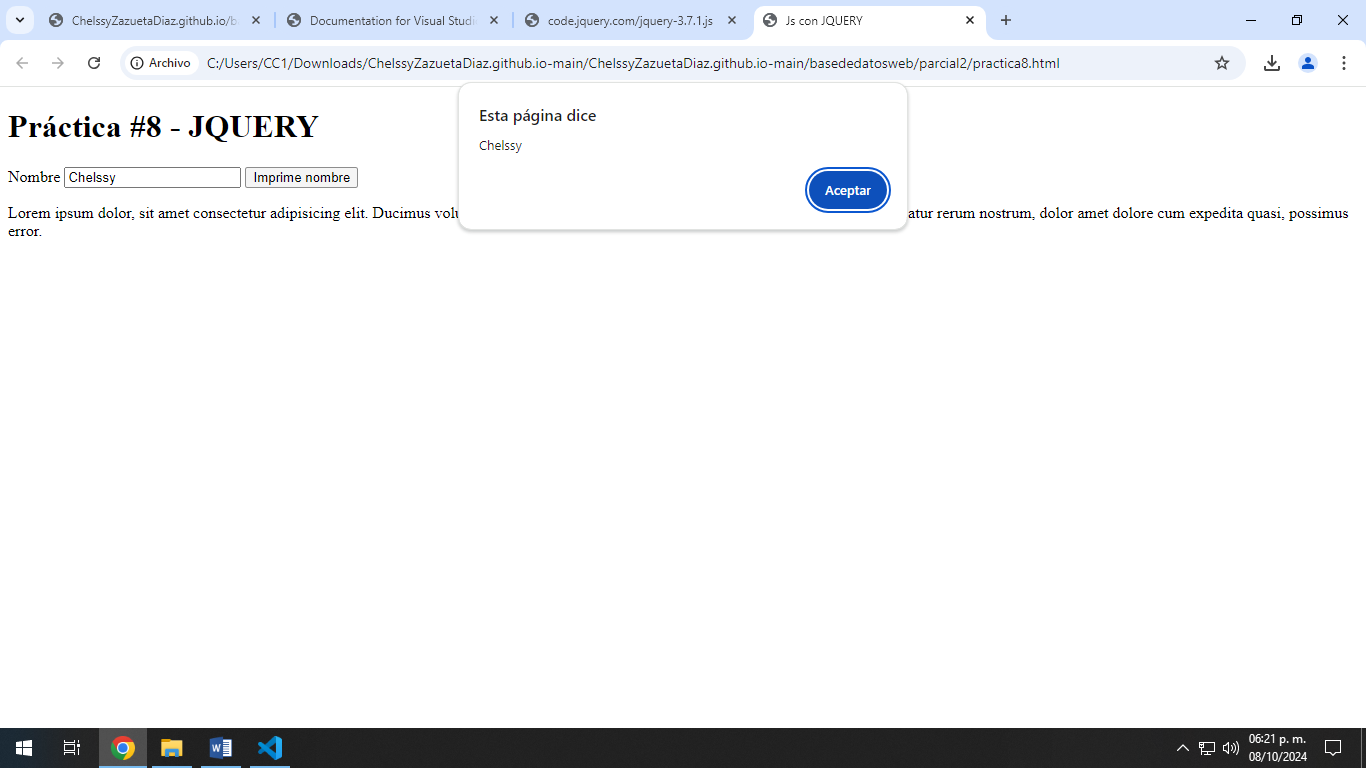 ChelssyZazuetaDiaz.github.io/b
Documentation for Visual Studi
code.jquery.com/jquery-3.7.1.js
Js con JQUERY
Archivo
C:/Users/CC1/Downloads/ChelssyZazuetaDiaz.github.io-main/ChelssyZazuetaDiaz.github.io-main/basededatosweb/parcial2/practica8.html
Esta página dice
Chelssy
Aceptar
Práctica #8 - JQUERY
Nombre Chelssy Imprime nombre
Lorem ipsum dolor, sit amet consectetur adipisicing elit. Ducimus volu atur rerum nostrum, dolor amet dolore cum expedita quasi, possimus
error.
06:21 p. m.
08/10/2024